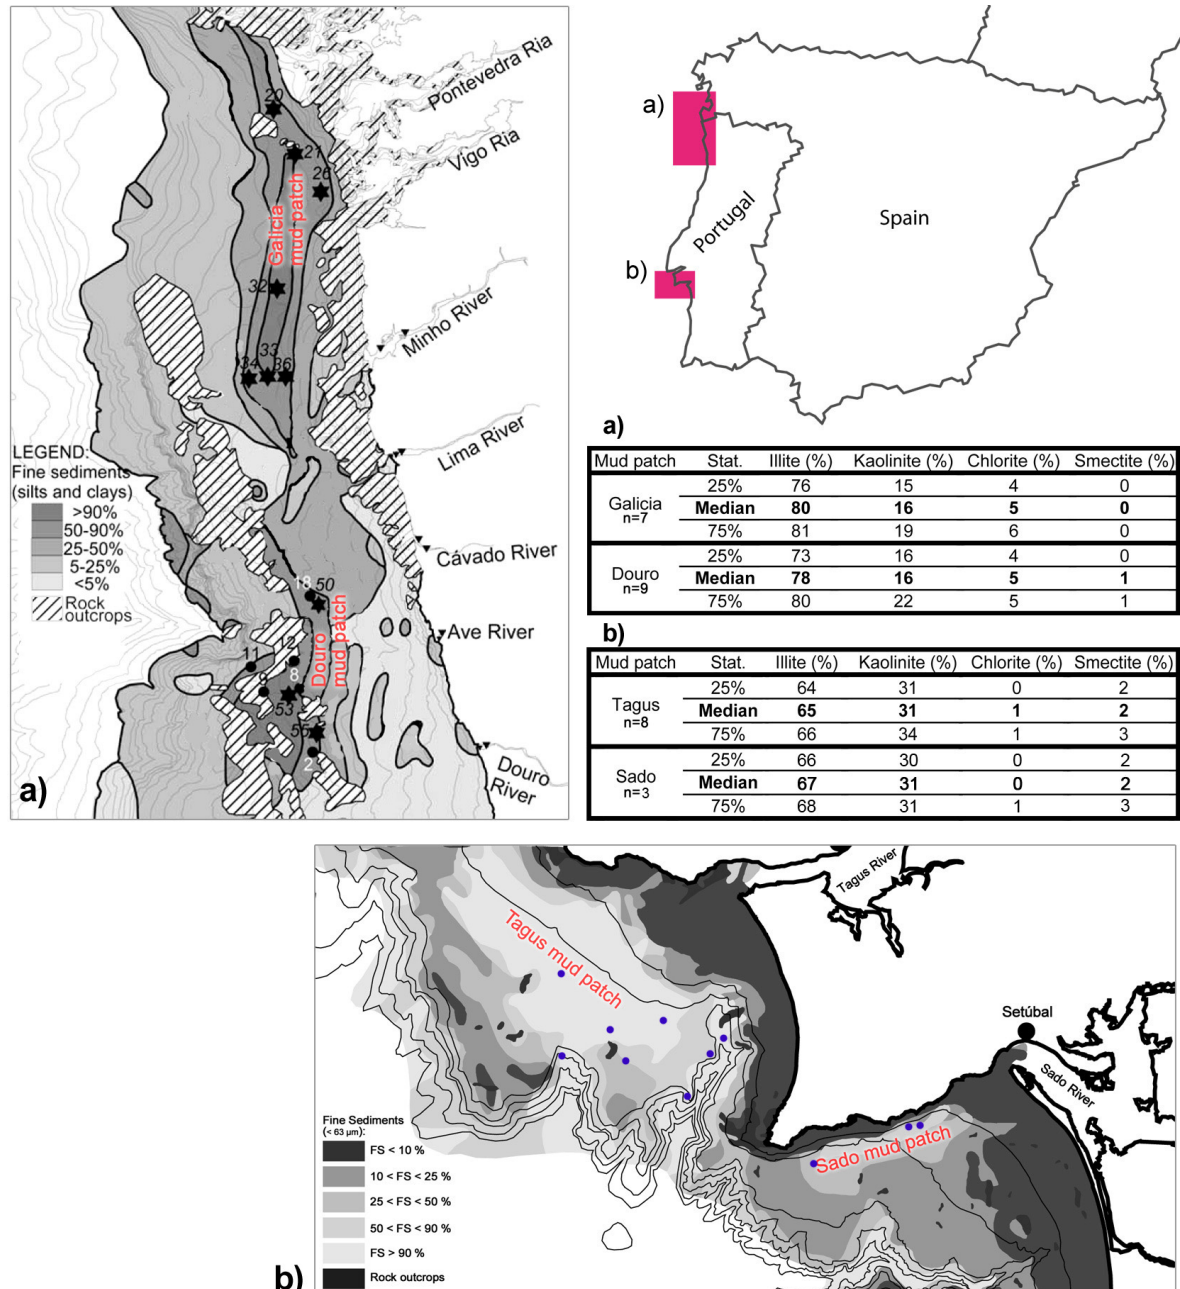 Pontevedra Ria
Vigo Ria
20
21
26
Galicia
mud patch
32
Minho River
33
34
36
Lima River
LEGEND:
Fine sediments
(silts and clays)
>90%
50-90%
25-50%
5-25%
<5%
Rock
outcrops
Cávado River
18
50
Ave River
Douro
mud patch
11
12
9
8
53
55
2
Douro
River
a)
a)
b)
Portugal
Spain
a)
Mud patch Stat. Illite (%) Kaolinite (%) Chlorite (%) Smectite (%)
Galicia
n=7
25% 76 15 4 0
Median 80 16 5 0
75% 81 19 6 0
Douro
n=9
25% 73 16 4 0
Median 78 16 5 1
75% 80 22 5 1
b)
Mud patch Stat. Illite (%) Kaolinite (%) Chlorite (%) Smectite (%)
Tagus
n=8
25% 64 31 0 2
Median 65 31 1 2
75% 66 34 1 3
Sado
n=3
25% 66 30 0 2
Median 67 31 0 2
75% 68 31 1 3
Tagus River
Tagus mud patch
Setúbal
Sado River
Sado mud patch
Fine Sediments
(< 63 µm):
FS < 10 %
10 < FS < 25 %
25 < FS < 50 %
50 < FS < 90 %
FS > 90 %
Rock outcrops
b)